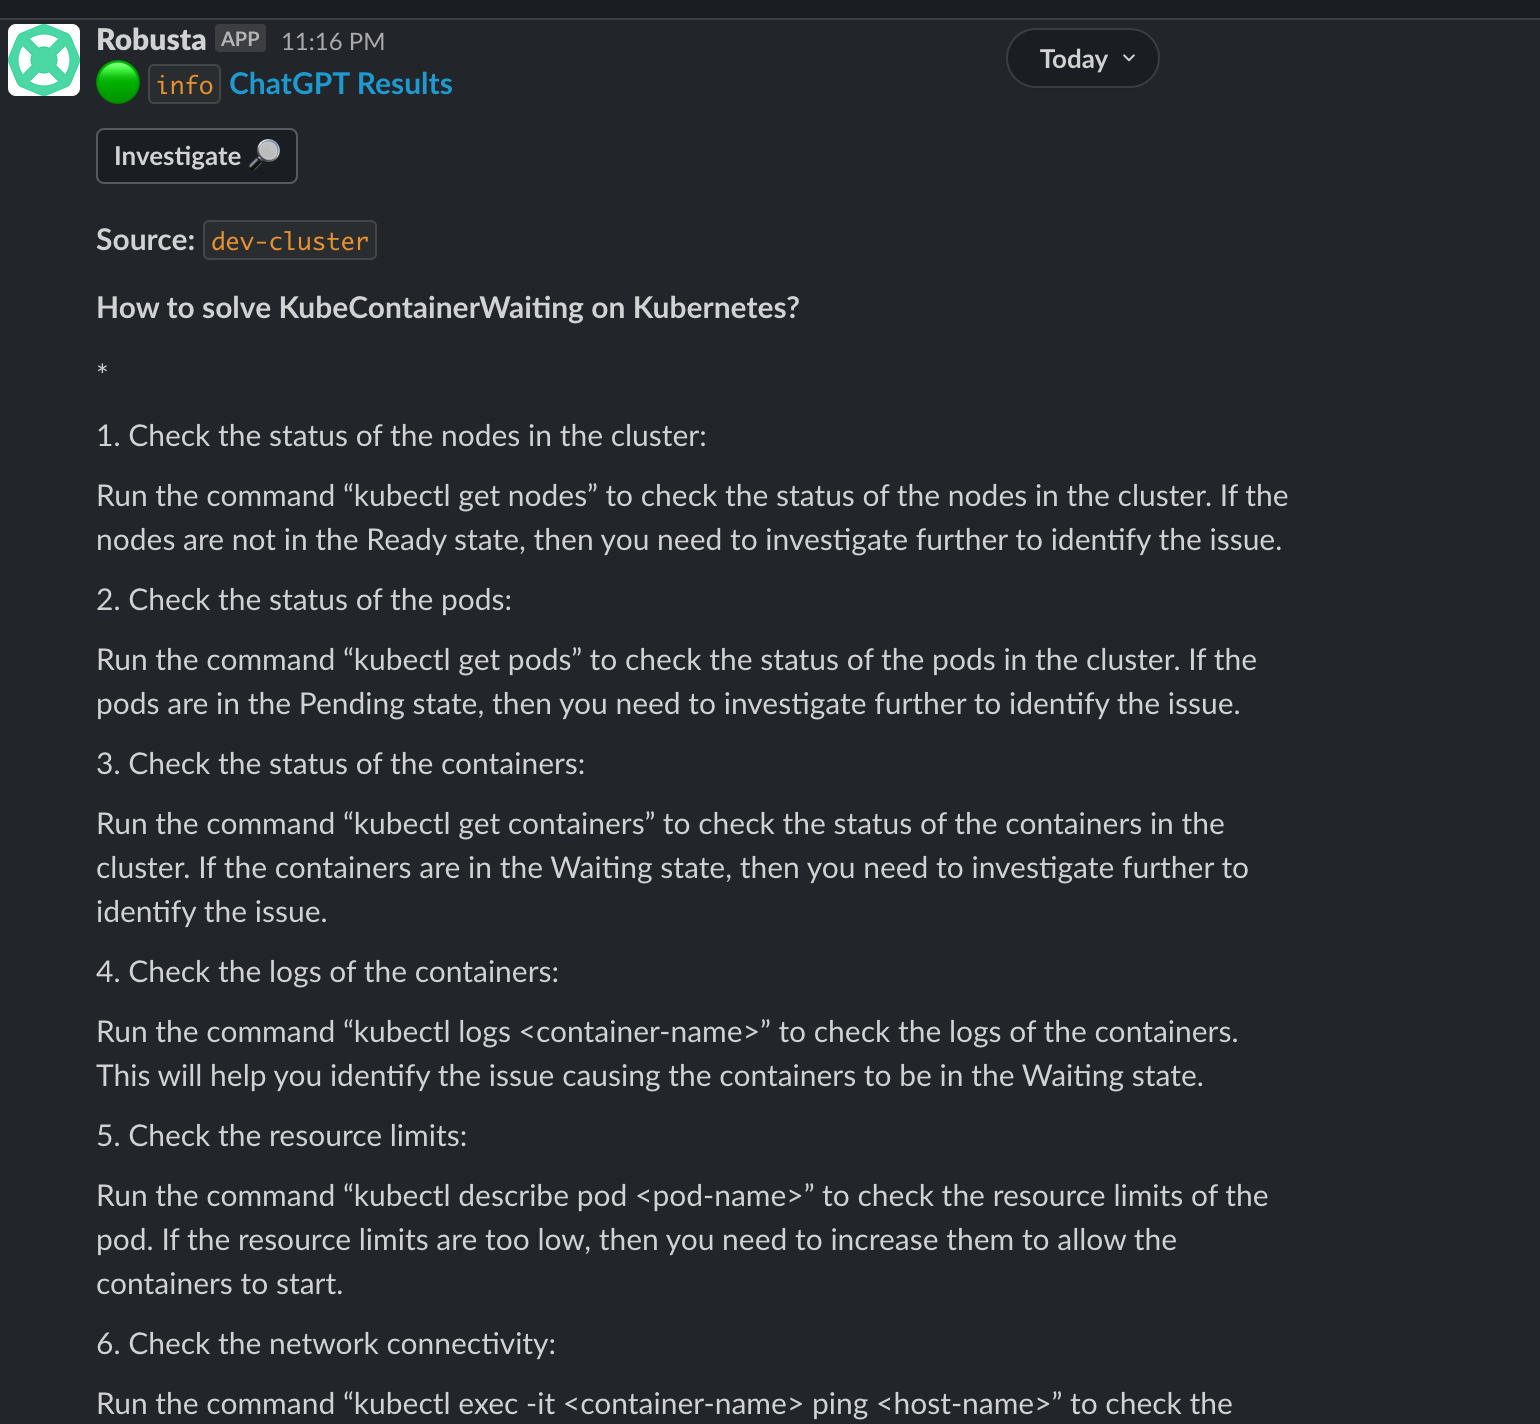 Robusta APP 11:16 PM
Today
info ChatGPT Results
Investigate
Source: dev-cluster
How to solve KubeContainerWaiting on Kubernetes?
*
1. Check the status of the nodes in the cluster:
Run the command “kubectl get nodes” to check the status of the nodes in the cluster. If the
nodes are not in the Ready state, then you need to investigate further to identify the issue.
2. Check the status of the pods:
Run the command “kubectl get pods” to check the status of the pods in the cluster. If the
pods are in the Pending state, then you need to investigate further to identify the issue.
3. Check the status of the containers:
Run the command “kubectl get containers” to check the status of the containers in the
cluster. If the containers are in the Waiting state, then you need to investigate further to
identify the issue.
4. Check the logs of the containers:
Run the command “kubectl logs <container-name>” to check the logs of the containers.
This will help you identify the issue causing the containers to be in the Waiting state.
5. Check the resource limits:
Run the command “kubectl describe pod <pod-name>” to check the resource limits of the
pod. If the resource limits are too low, then you need to increase them to allow the
containers to start.
6. Check the network connectivity:
Run the command “kubectl exec -it <container-name> ping <host-name>” to check the